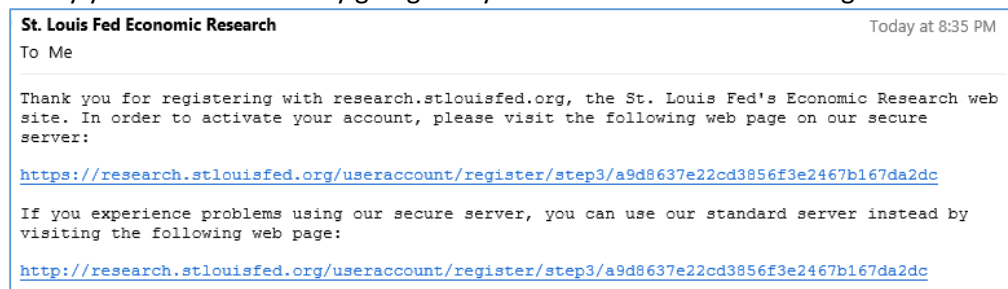 St. Louis Fed Economic Research
Today at 8:35 PM
To Me
Thank you for registering with research.stlouisfed.org, the St. Louis Fed's Economic Research web
site. In order to activate your account, please visit the following web page on our secure
server:
https://research.stlouisfed.org/useraccount/register/step3/a9d8637e22cd3856f3e2467b167da2dc
If you experience problems using our secure server, you can use our standard server instead by
visiting the following web page:
http://research.stlouisfed.org/useraccount/register/step3/a9d8637e22cd3856f3e2467b167da2dc